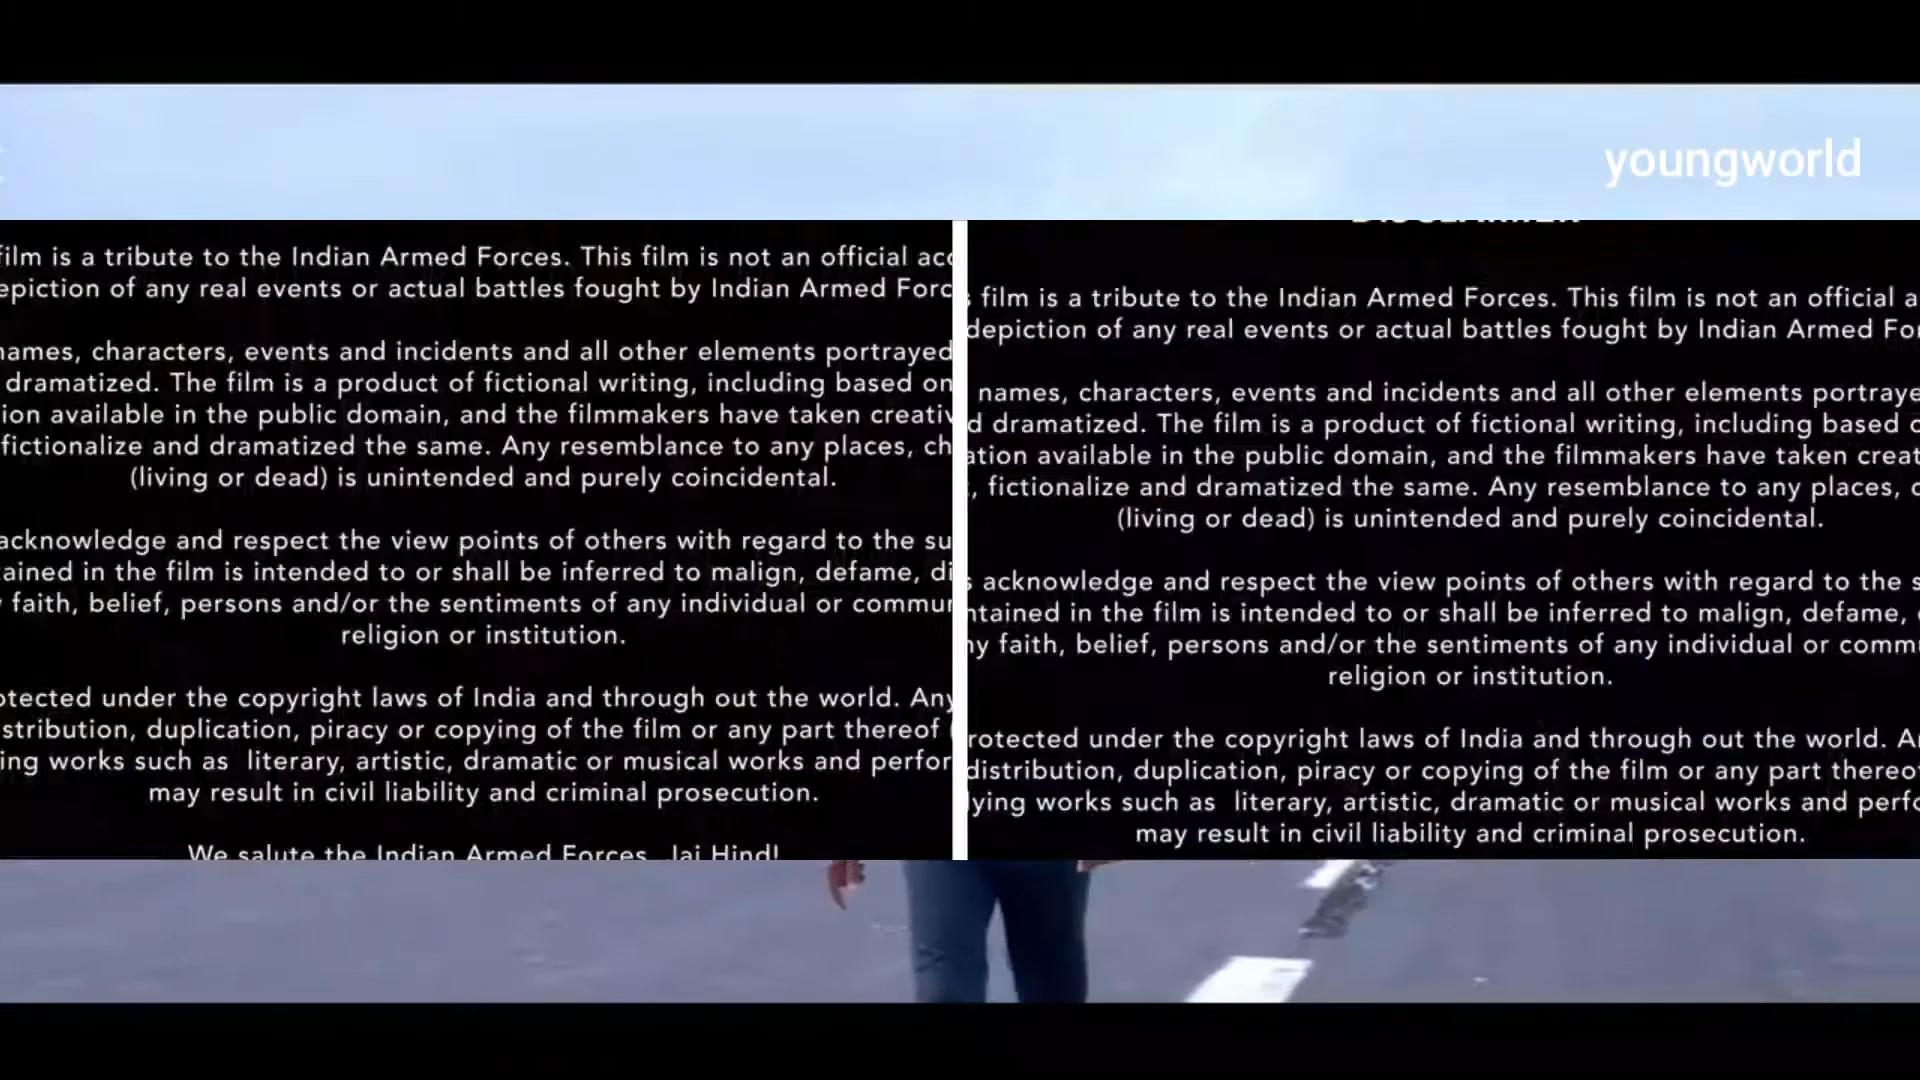 youngworld
film is a tribute to the Indian Armed Forces. This film is not an official
depiction of any real events or actual battles fought by Indian Armed
names, characters, events and incidents and all other elements portrayed
dramatized. The film is a product of fictional writing, including based on
available in the public domain, and the filmmakers have taken
fictionalize and dramatized the same. Any resemblance to any places,
(living or dead) is unintended and purely coincidental.
acknowledge and respect the view points of others with regard to the
in the film is intended to or shall be inferred to malign, defame,
faith, belief, persons and/or the sentiments of any individual or
religion or institution.
under the copyright laws of India and through out the world. Any
duplication, piracy or copying of the film or any part thereof
works such as literary, artistic, dramatic or musical works and
may result in civil liability and criminal prosecution.
We salute the Indian Armed Forces. Jai Hind!
film is a tribute to the Indian Armed Forces. This film is not an official
depiction of any real events or actual battles fought by Indian Armed
names, characters, events and incidents and all other elements
dramatized. The film is a product of fictional writing, including based
available in the public domain, and the filmmakers have taken
, fictionalize and dramatized the same. Any resemblance to any places,
(living or dead) is unintended and purely coincidental.
acknowledge and respect the view points of others with regard to the
in the film is intended to or shall be inferred to malign, defame,
faith, belief, persons and/or the sentiments of any individual or
religion or institution.
under the copyright laws of India and through out the world.
distribution, duplication, piracy or copying of the film or any part
works such as literary, artistic, dramatic or musical works and
may result in civil liability and criminal prosecution.